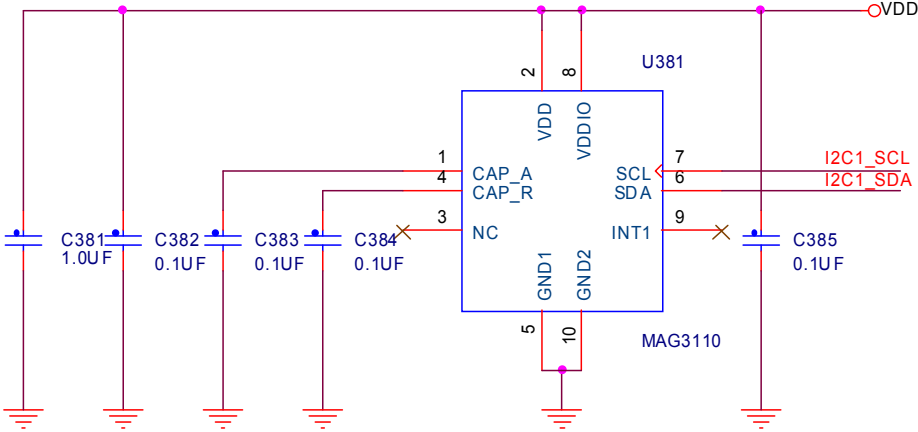 VDD
U381
2
8
VDD
VDDIO
1
CAP_A
SCL
7
I2C1_SCL
4
CAP_R
SDA
6
I2C1_SDA
3
NC
INT1
9
C381
1.0UF
C382
0.1UF
C383
0.1UF
C384
0.1UF
C385
0.1UF
GND1
GND2
5
10
MAG3110